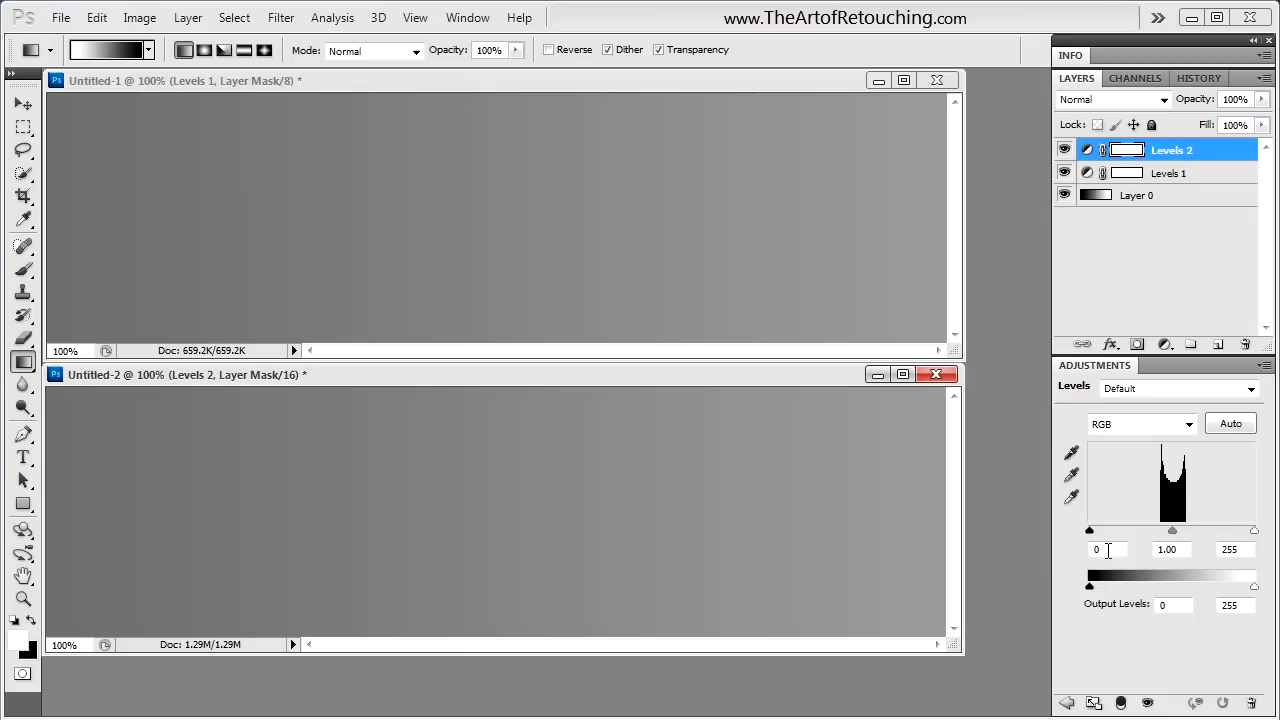 Ps File Edit Image Layer Select Filter Analysis 3D View Window Help www.TheArtofRetouching.com
Mode: Normal Opacity: 100% Reverse Dither Transparency
INFO
LAYERS CHANNELS HISTORY
Normal Opacity: 100%
Lock: Fill: 100%
Levels 2
Levels 1
Layer 0
Ps Untitled-1 @ 100% (Levels 1, Layer Mask/8) *
100% Doc: 659.2K/659.2K
Ps Untitled-2 @ 100% (Levels 2, Layer Mask/16) *
100% Doc: 1.29M/1.29M
ADJUSTMENTS
Levels Default
RGB Auto
0 1.00 255
Output Levels: 0 255
T